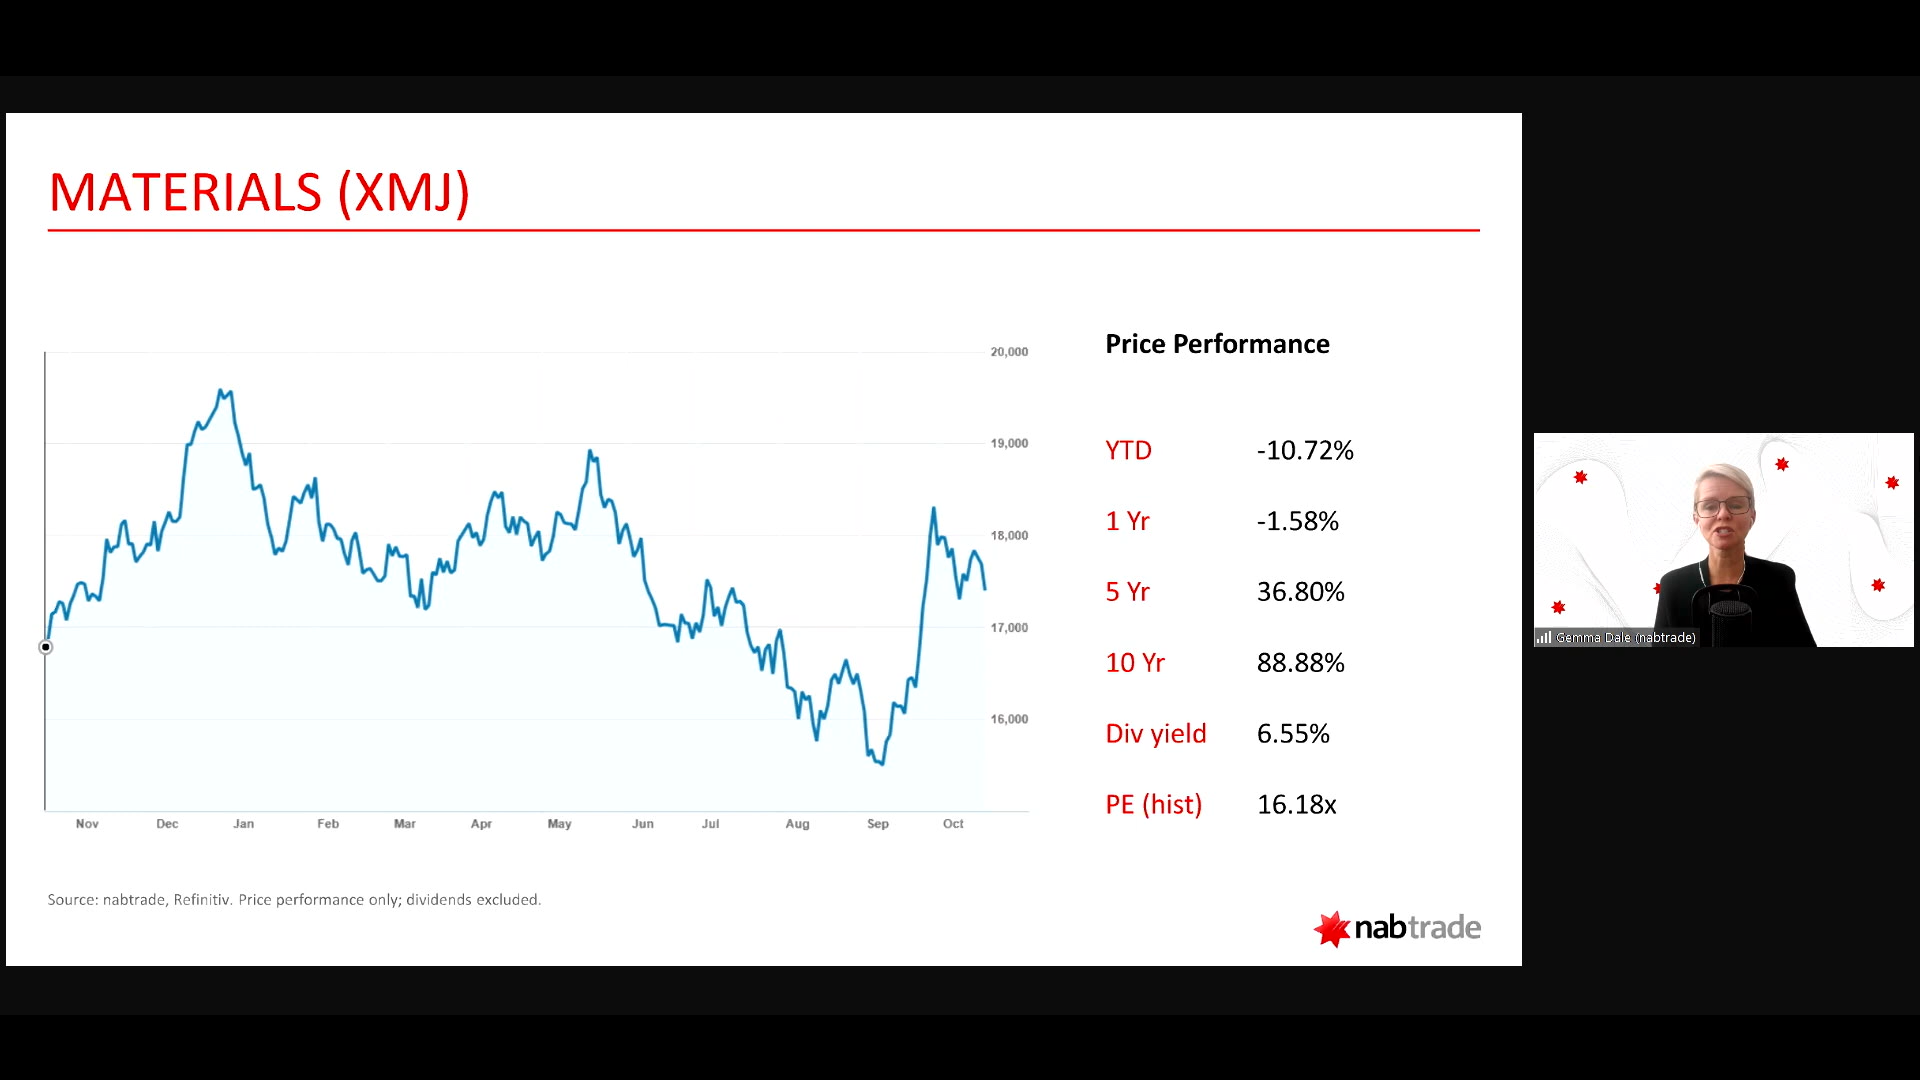 MATERIALS (XMJ)
20,000
19,000
18,000
17,000
16,000
Nov Dec Jan Feb Mar Apr May Jun Jul Aug Sep Oct
Price Performance
YTD -10.72%
1 Yr -1.58%
5 Yr 36.80%
10 Yr 88.88%
Div yield 6.55%
PE (hist) 16.18x
Source: nabtrade, Refinitiv. Price performance only; dividends excluded.
nabtrade
Gemma Dale (nabtrade)